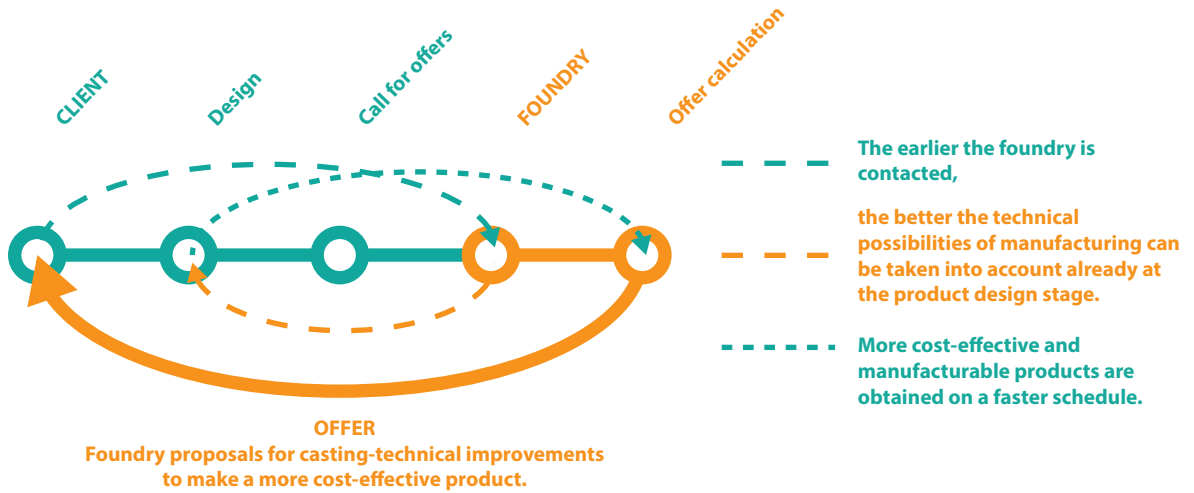 CLIENT
Design
Call for offers
FOUNDRY
Offer calculation
The earlier the foundry is
contacted,
the better the technical
possibilities of manufacturing can
be taken into account already at
the product design stage.
More cost-effective and
manufacturable products are
obtained on a faster schedule.
OFFER
Foundry proposals for casting-technical improvements
to make a more cost-effective product.